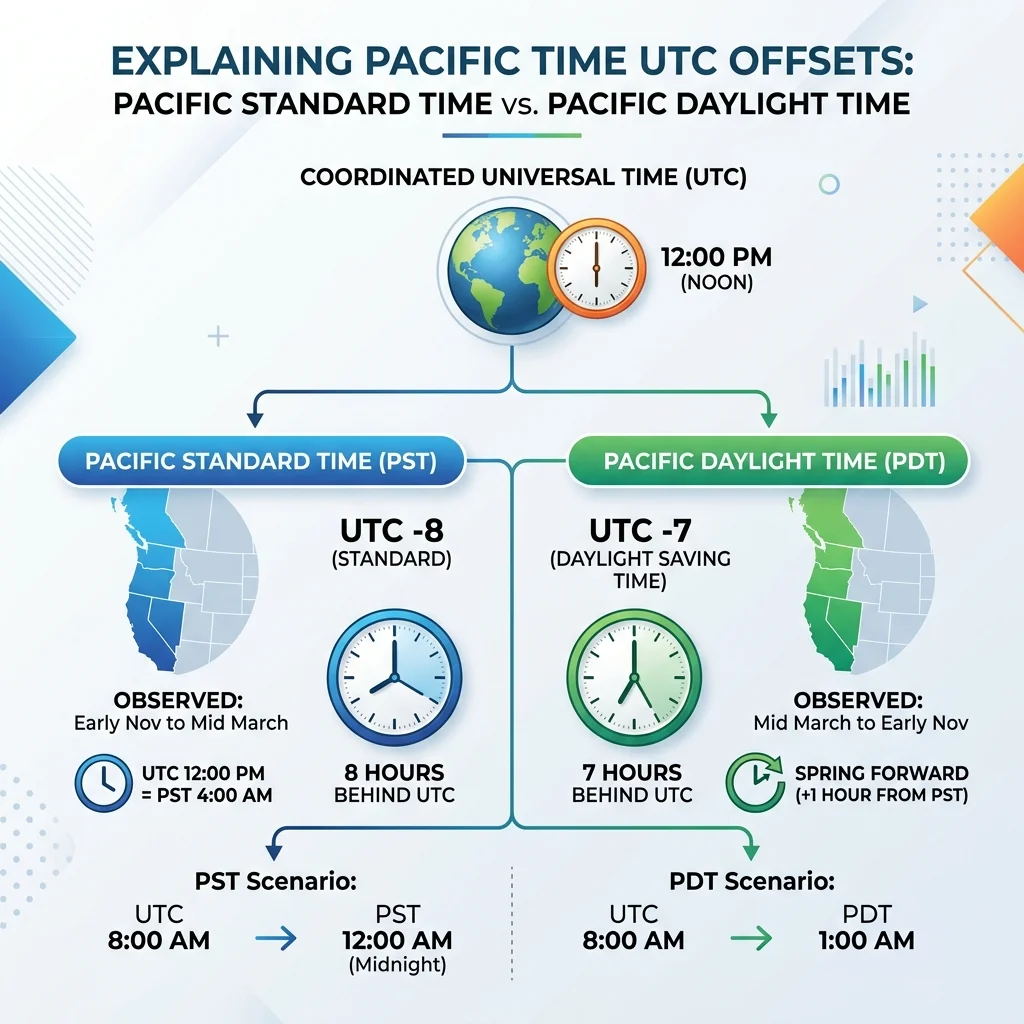 EXPLAINING PACIFIC TIME UTC OFFSETS:
PACIFIC STANDARD TIME vs. PACIFIC DAYLIGHT TIME
COORDINATED UNIVERSAL TIME (UTC)
12:00 PM
(NOON)
PACIFIC STANDARD TIME (PST)
UTC -8
(STANDARD)
OBSERVED:
Early Nov to Mid March
UTC 12:00 PM
= PST 4:00 AM
8 HOURS
BEHIND UTC
PACIFIC DAYLIGHT TIME (PDT)
UTC -7
(DAYLIGHT SAVING
TIME)
7 HOURS
BEHIND UTC
OBSERVED:
Mid March to Early Nov
SPRING FORWARD
(+1 HOUR FROM PST)
PST Scenario:
UTC
8:00 AM
PST
12:00 AM
(Midnight)
PDT Scenario:
UTC
8:00 AM
PDT
1:00 AM